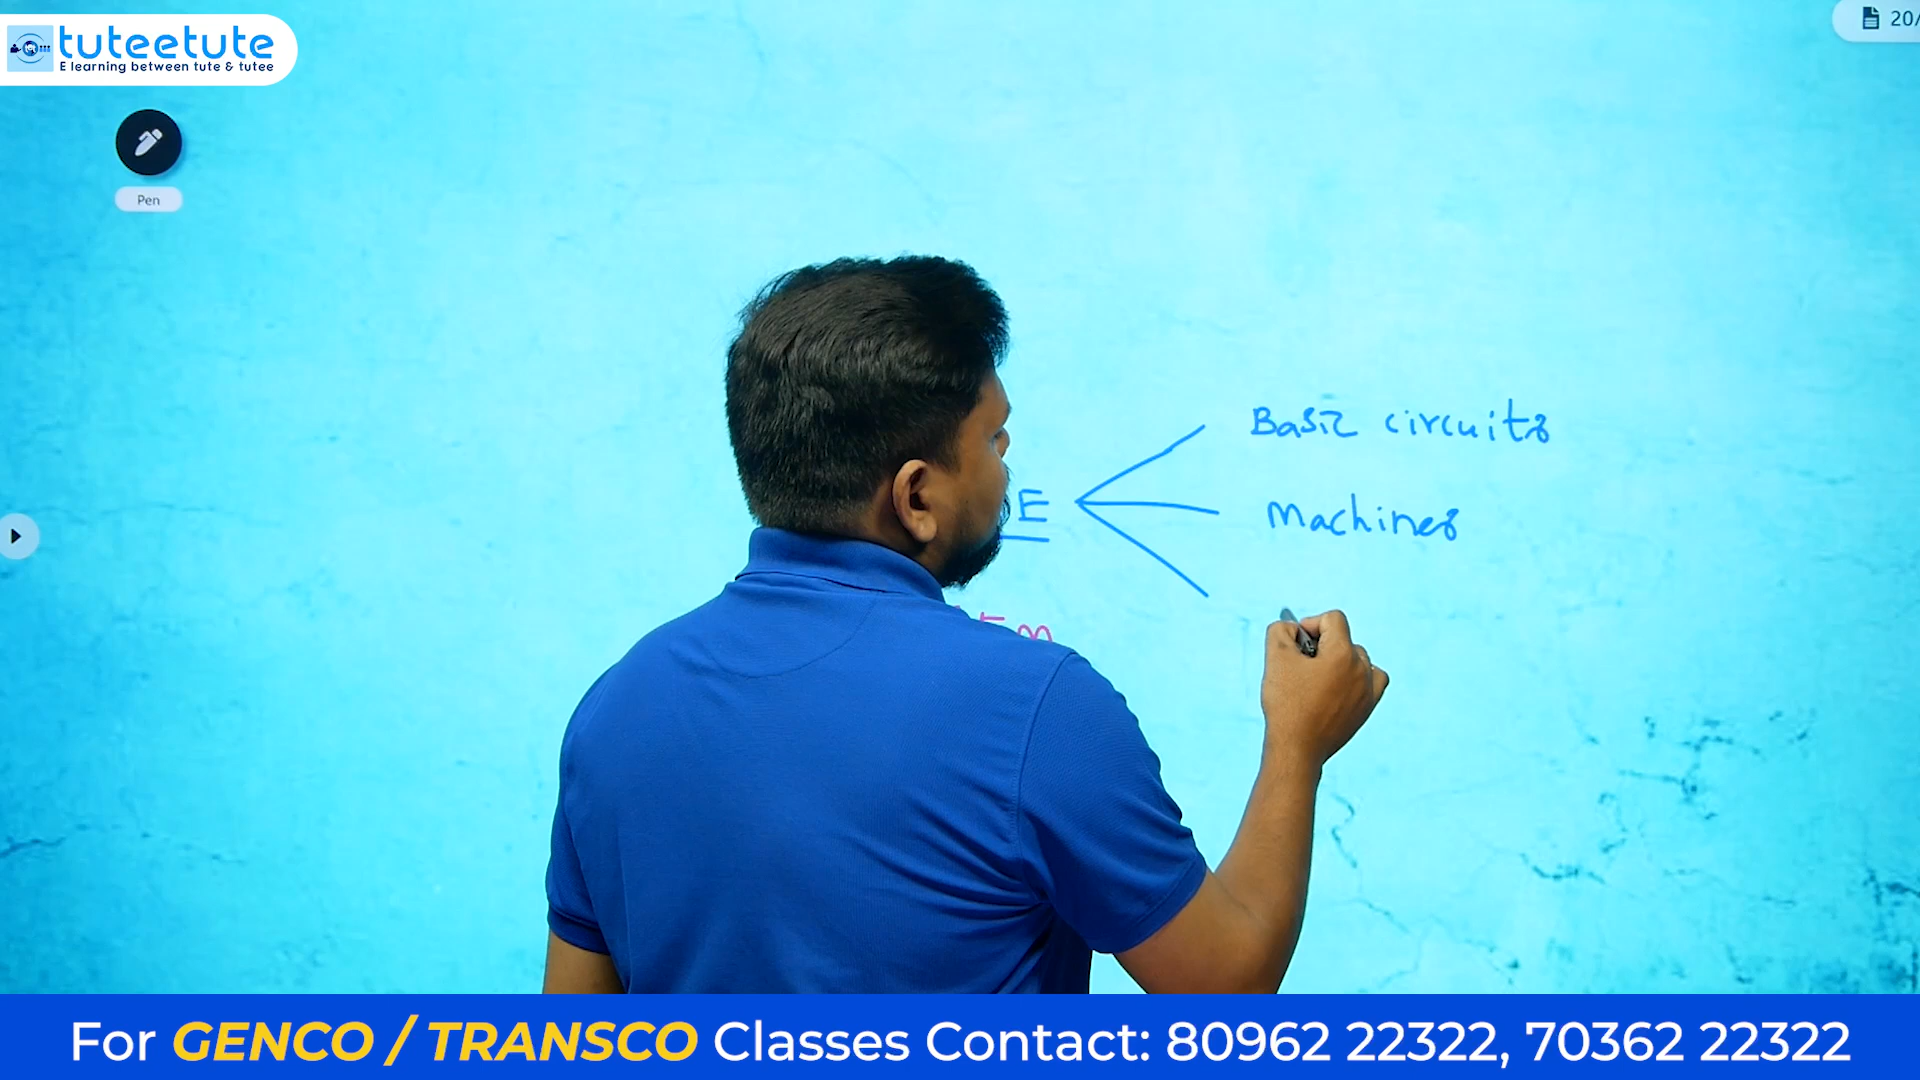 tuteetute
E learning between tute & tutee
20/
Pen
Basic circuits
E
Machines
For GENCO / TRANSCO Classes Contact: 80962 22322, 70362 22322